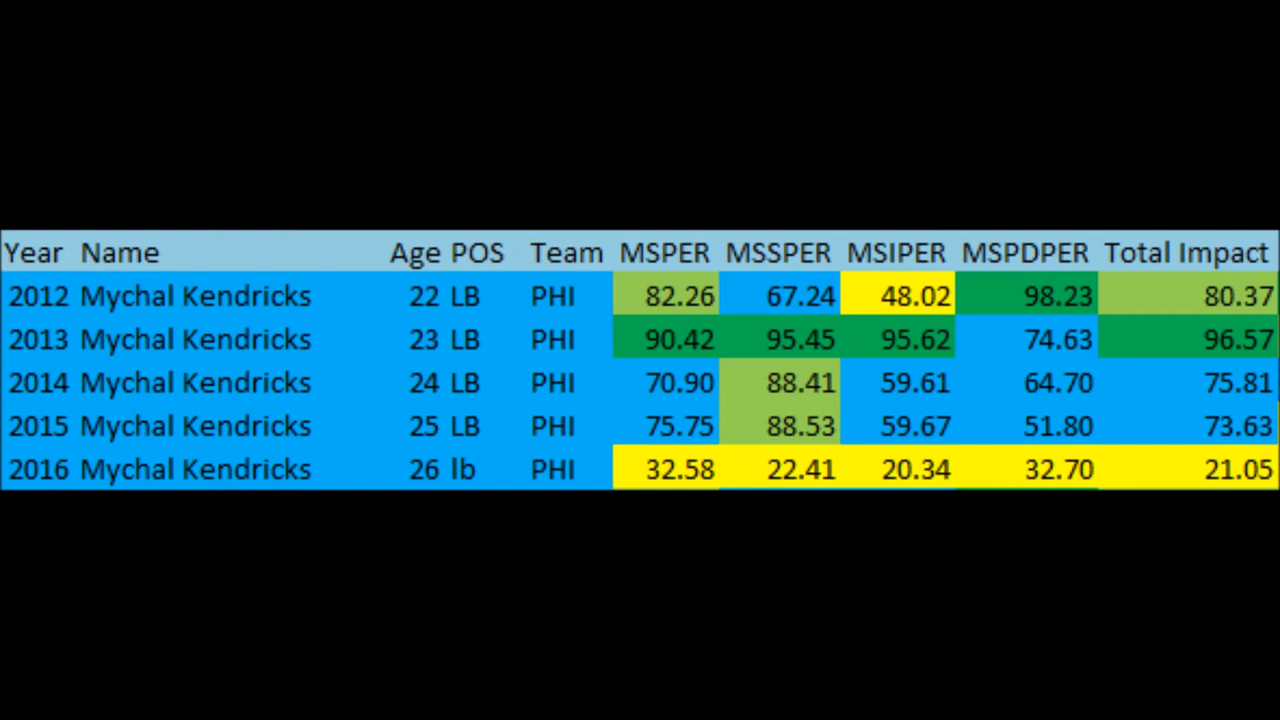 Year Name Age POS Team MSPER MSSPER MSIPER MSPDPER Total Impact
2012 Mychal Kendricks 22 LB PHI 82.26 67.24 48.02 98.23 80.37
2013 Mychal Kendricks 23 LB PHI 90.42 95.45 95.62 74.63 96.57
2014 Mychal Kendricks 24 LB PHI 70.90 88.41 59.61 64.70 75.81
2015 Mychal Kendricks 25 LB PHI 75.75 88.53 59.67 51.80 73.63
2016 Mychal Kendricks 26 lb PHI 32.58 22.41 20.34 32.70 21.05